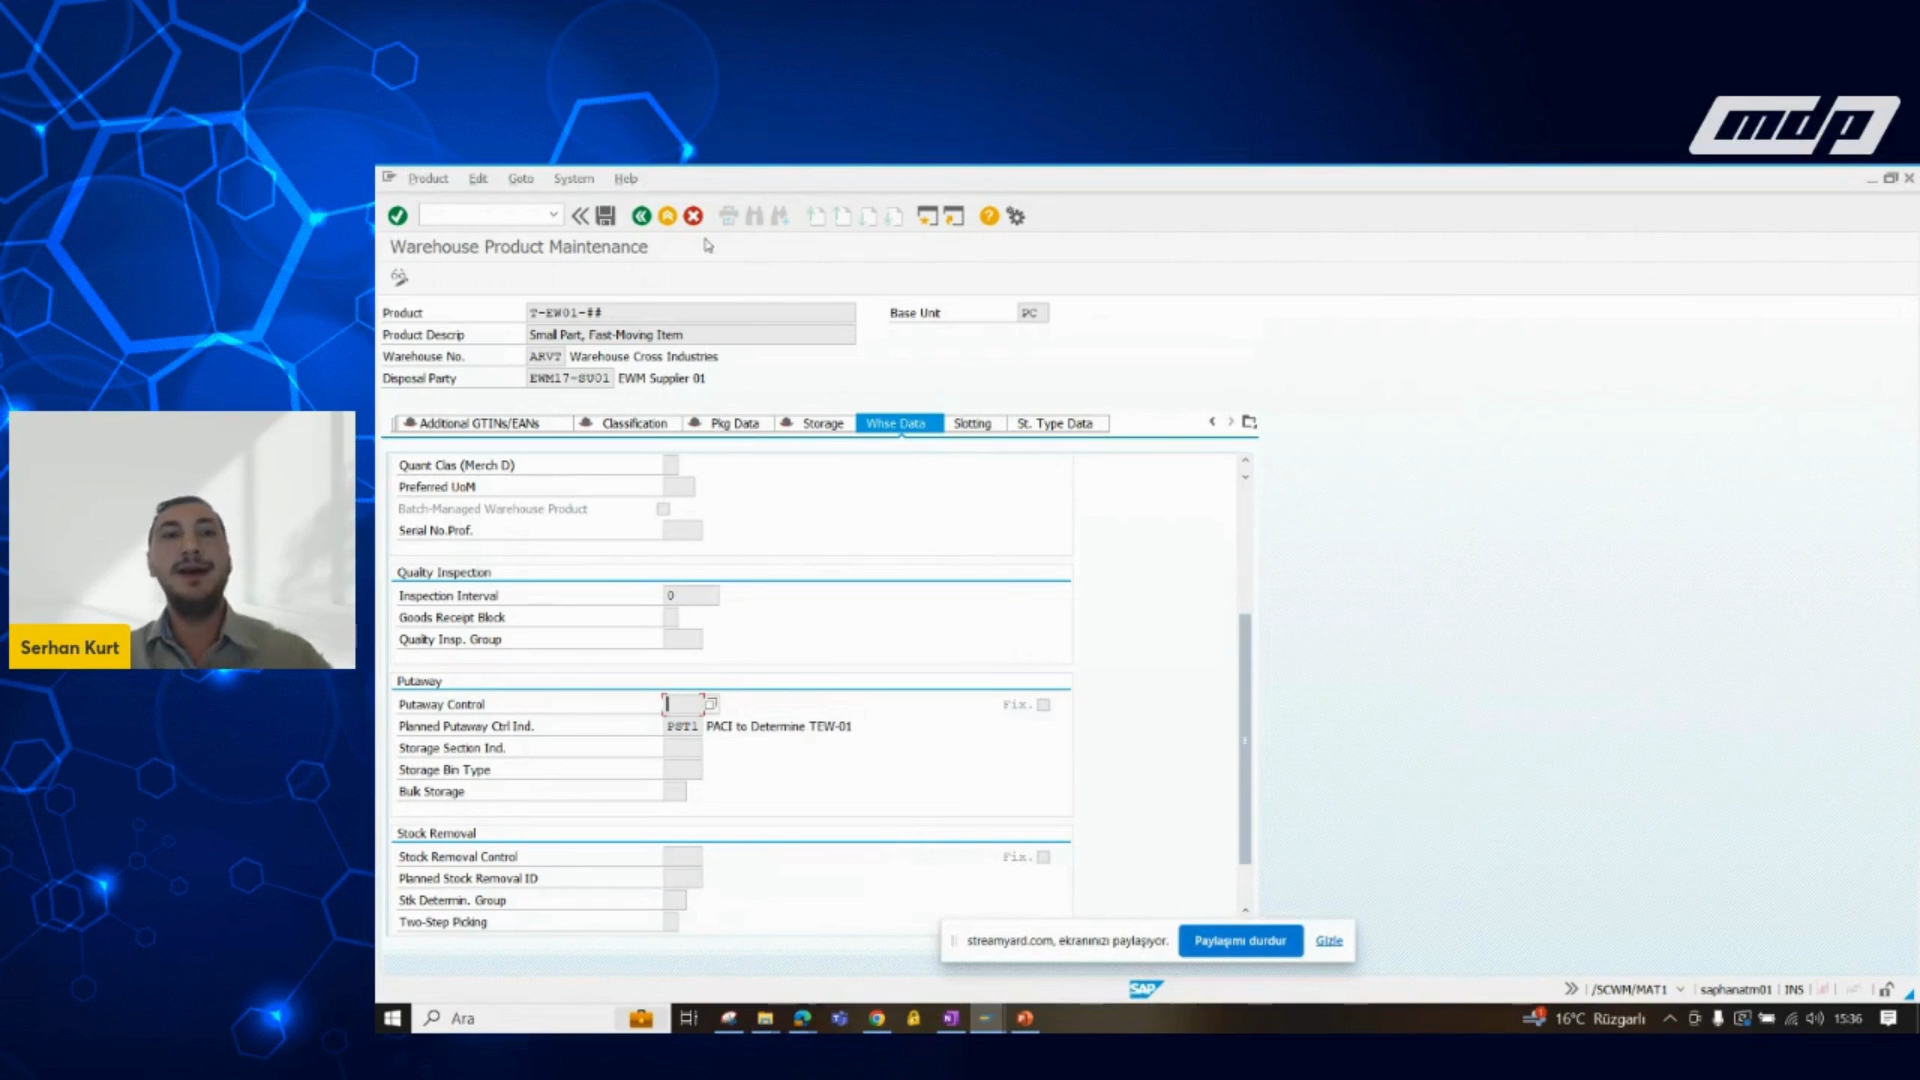 mdp
Product Edit Goto System Help
Warehouse Product Maintenance
Product T-EW01-## Base Unit PC
Product Descrip Small Part, Fast-Moving Item
Warehouse No. ARVT Warehouse Cross Industries
Disposal Party EWM17-SU01 EWM Supplier 01
Additional GTINs/EANs Classification Pkg Data Storage Whse Data Slotting St. Type Data
Quant Clas (Merch D)
Preferred UoM
Batch-Managed Warehouse Product
Serial No.Prof.
Quality Inspection
Inspection Interval 0
Goods Receipt Block
Quality Insp. Group
Serhan Kurt
Putaway
Putaway Control Fix.
Planned Putaway Ctrl Ind. PST1 PACI to Determine TEW-01
Storage Section Ind.
Storage Bin Type
Bulk Storage
Stock Removal
Stock Removal Control Fix.
Planned Stock Removal ID
Stk Determin. Group
Two-Step Picking
streamyard.com, ekranınızı paylaşıyor. Paylaşımı durdur Gizle
SAP /SCWM/MAT1 saphanatm01 INS
Ara 16°C Rüzgarlı 15:36